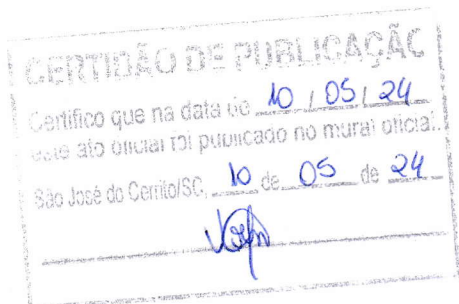 CERTIDÃO DE PUBLICAÇÃO
Certifico que na data de 10 / 05 / 24
este ato oficial foi publicado no mural oficial.
São José do Cerrito/SC, 10 de 05 de 24